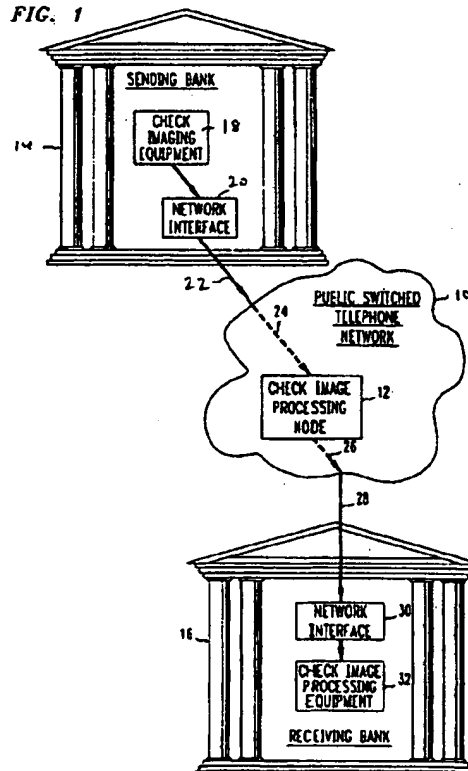 FIG. 1
SENDING BANK
14
CHECK
IMAGING
EQUIPMENT
18
20
NETWORK
INTERFACE
22
24
PUBLIC SWITCHED
TELEPHONE
NETWORK
10
CHECK IMAGE
PROCESSING
NODE
12
26
28
16
NETWORK
INTERFACE
30
CHECK IMAGE
PROCESSING
EQUIPMENT
32
RECEIVING BANK